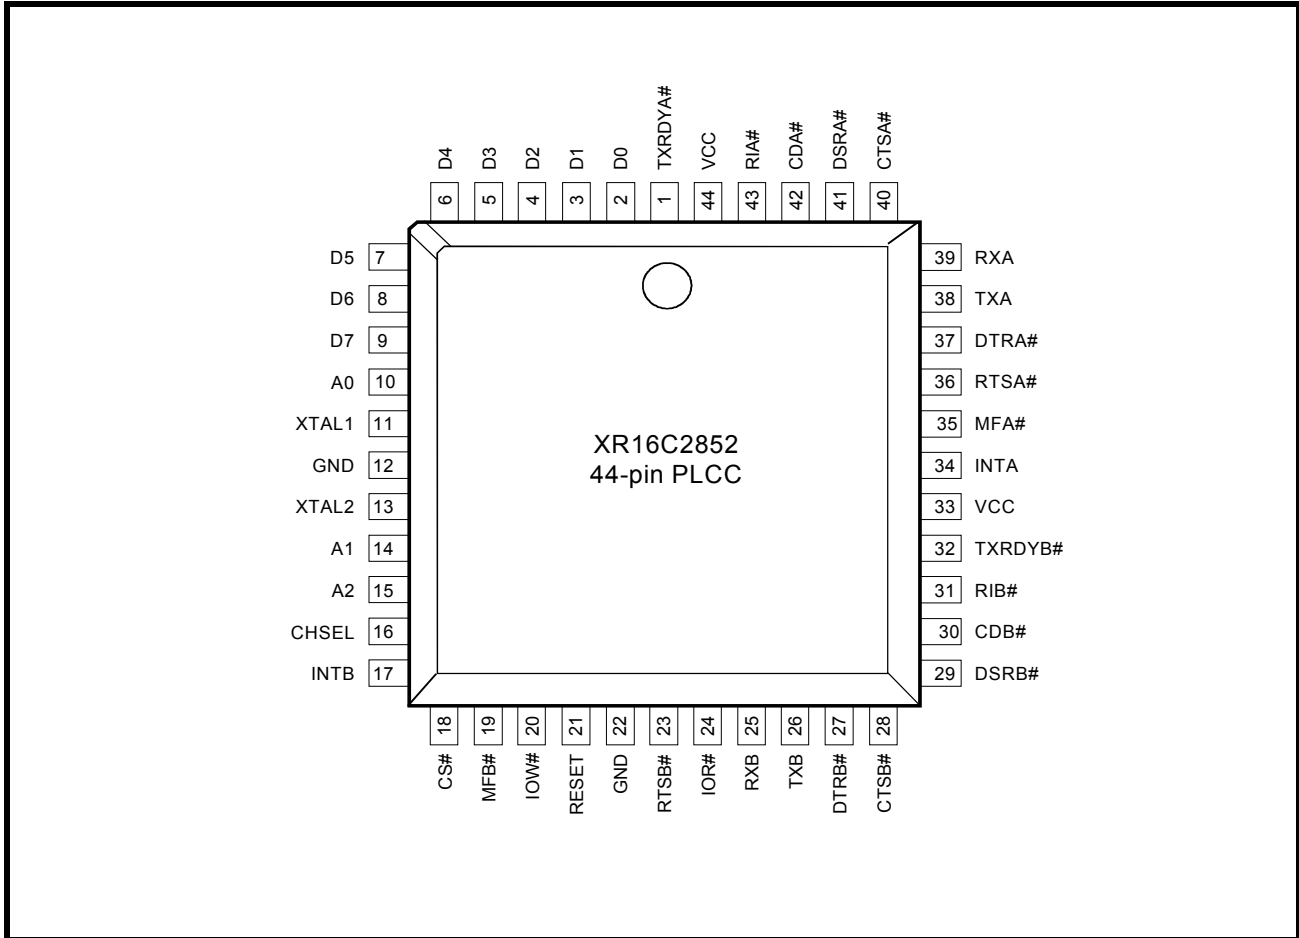 D4 D3 D2 D1 D0 TXRDYA# VCC RIA# CDA# DSRA# CTSA#
6 5 4 3 2 1 44 43 42 41 40
D5 7 39 RXA
D6 8 38 TXA
D7 9 37 DTRA#
A0 10 36 RTSA#
XTAL1 11 35 MFA#
XR16C2852
GND 12 34 INTA
44-pin PLCC
XTAL2 13 33 VCC
A1 14 32 TXRDYB#
A2 15 31 RIB#
CHSEL 16 30 CDB#
INTB 17 29 DSRB#
18 19 20 21 22 23 24 25 26 27 28
CS# MFB# IOW# RESET GND RTSB# IOR# RXB TXB DTRB# CTSB#